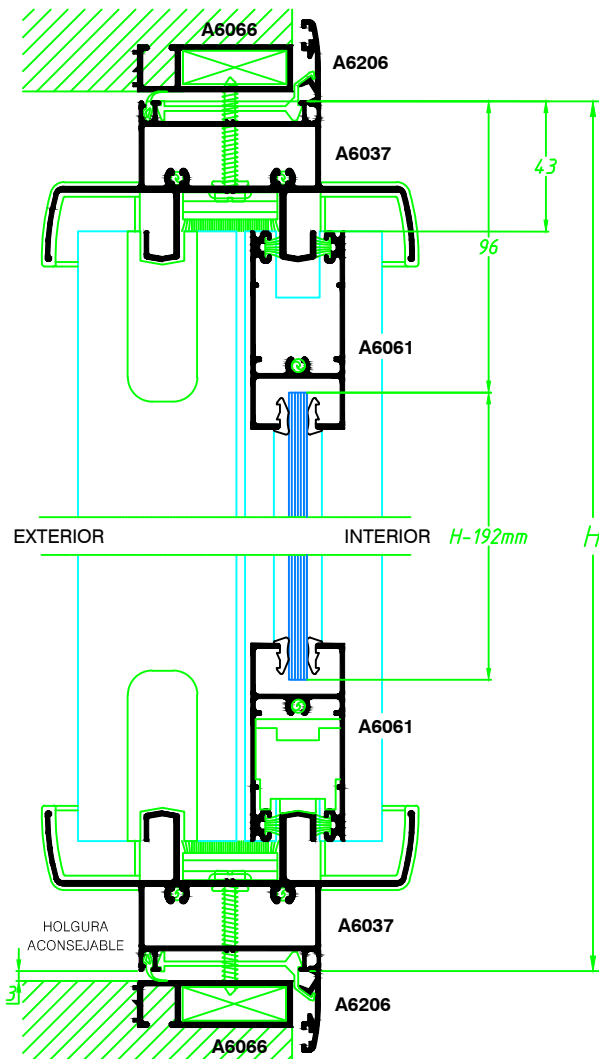 A6066
A6206
A6037
43
96
A6061
EXTERIOR
INTERIOR
H-192mm
H
A6061
HOLGURA
ACONSEJABLE
A6037
3
A6206
A6066